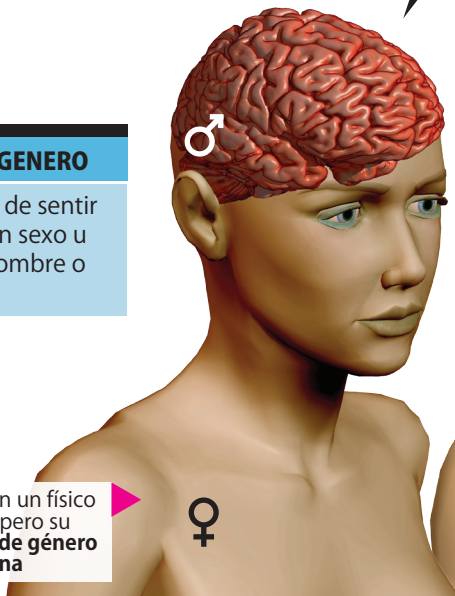 GENERO
de sentir
n sexo u
ombre o
♂
n un físico
pero su
de género
na
♀